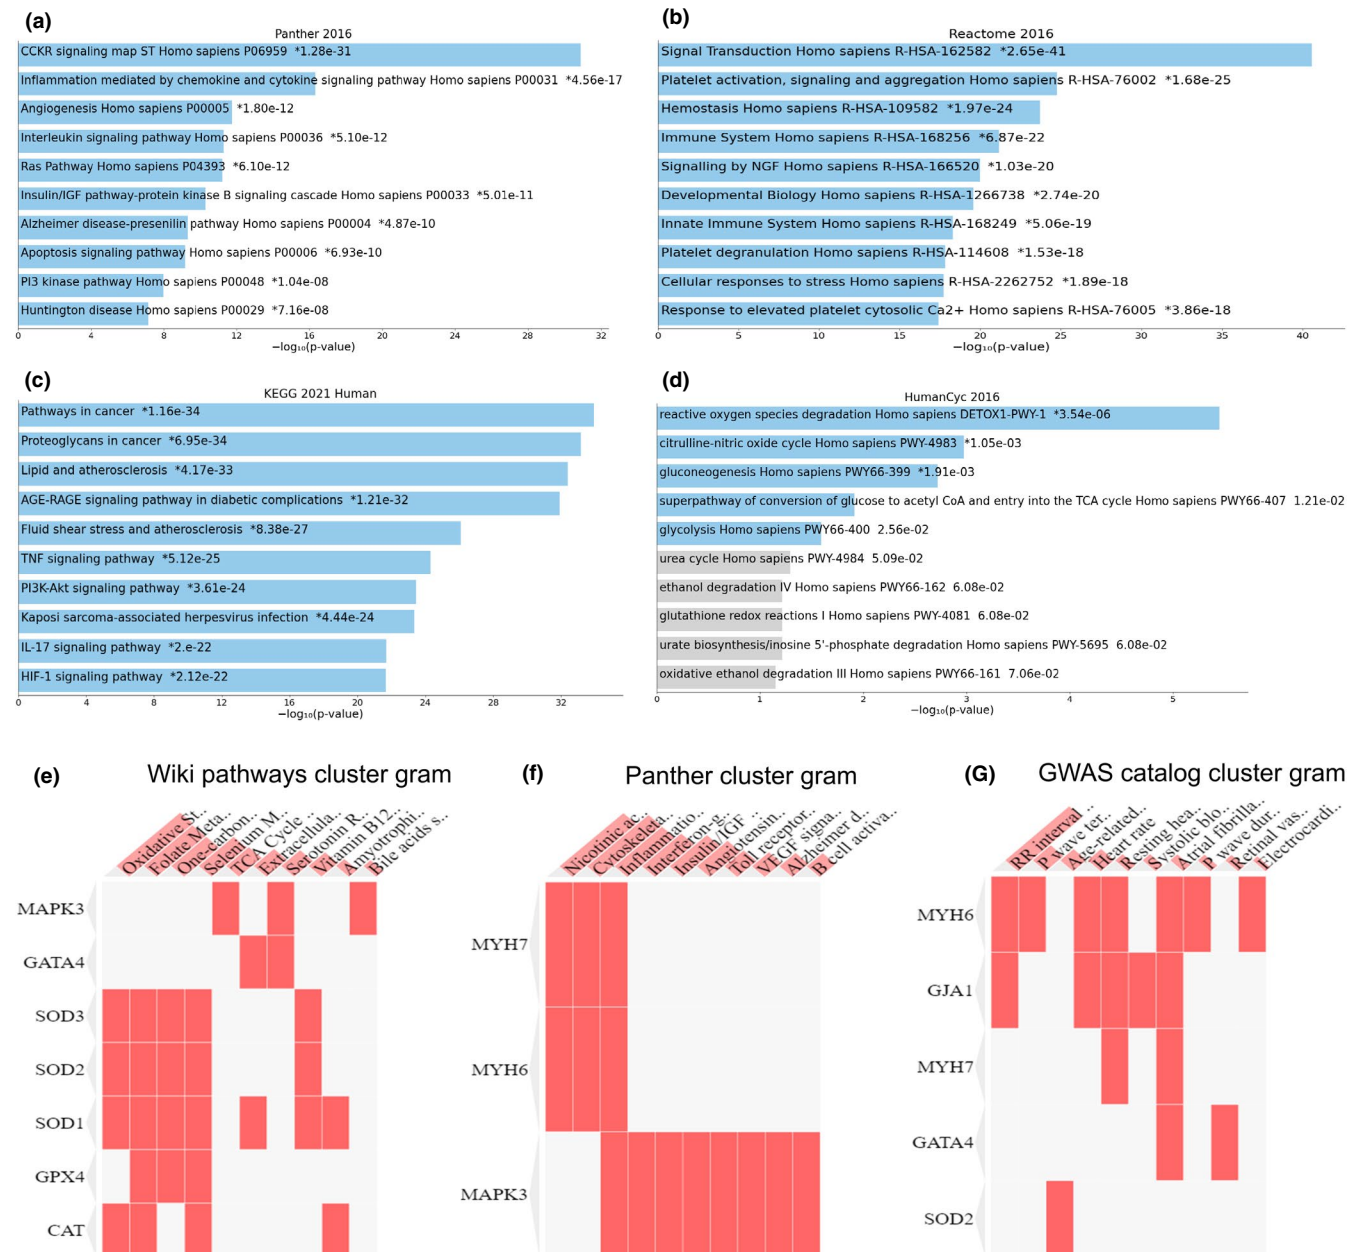 (a)
Panther 2016
CCKR signaling map ST Homo sapiens P06959 *1.28e-31
Inflammation mediated by chemokine and cytokine signaling pathway Homo sapiens P00031 *4.56e-17
Angiogenesis Homo sapiens P00005 *1.80e-12
Interleukin signaling pathway Homo sapiens P00036 *5.10e-12
Ras Pathway Homo sapiens P04393 *6.10e-12
Insulin/IGF pathway-protein kinase B signaling cascade Homo sapiens P00033 *5.01e-11
Alzheimer disease-presenilin pathway Homo sapiens P00004 *4.87e-10
Apoptosis signaling pathway Homo sapiens P00006 *6.93e-10
PI3 kinase pathway Homo sapiens P00048 *1.04e-08
Huntington disease Homo sapiens P00029 *7.16e-08
0 4 8 12 16 20 24 28 32
−log₁₀(p-value)
(b)
Reactome 2016
Signal Transduction Homo sapiens R-HSA-162582 *2.65e-41
Platelet activation, signaling and aggregation Homo sapiens R-HSA-76002 *1.68e-25
Hemostasis Homo sapiens R-HSA-109582 *1.97e-24
Immune System Homo sapiens R-HSA-168256 *6.87e-22
Signalling by NGF Homo sapiens R-HSA-166520 *1.03e-20
Developmental Biology Homo sapiens R-HSA-1266738 *2.74e-20
Innate Immune System Homo sapiens R-HSA-168249 *5.06e-19
Platelet degranulation Homo sapiens R-HSA-114608 *1.53e-18
Cellular responses to stress Homo sapiens R-HSA-2262752 *1.89e-18
Response to elevated platelet cytosolic Ca2+ Homo sapiens R-HSA-76005 *3.86e-18
0 5 10 15 20 25 30 35 40
−log₁₀(p-value)
(c)
KEGG 2021 Human
Pathways in cancer *1.16e-34
Proteoglycans in cancer *6.95e-34
Lipid and atherosclerosis *4.17e-33
AGE-RAGE signaling pathway in diabetic complications *1.21e-32
Fluid shear stress and atherosclerosis *8.38e-27
TNF signaling pathway *5.12e-25
PI3K-Akt signaling pathway *3.61e-24
Kaposi sarcoma-associated herpesvirus infection *4.44e-24
IL-17 signaling pathway *2.e-22
HIF-1 signaling pathway *2.12e-22
0 4 8 12 16 20 24 28 32
−log₁₀(p-value)
(d)
HumanCyc 2016
reactive oxygen species degradation Homo sapiens DETOX1-PWY-1 *3.54e-06
citrulline-nitric oxide cycle Homo sapiens PWY-4983 *1.05e-03
gluconeogenesis Homo sapiens PWY66-399 *1.91e-03
superpathway of conversion of glucose to acetyl CoA and entry into the TCA cycle Homo sapiens PWY66-407 1.21e-02
glycolysis Homo sapiens PWY66-400 2.56e-02
urea cycle Homo sapiens PWY-4984 5.09e-02
ethanol degradation IV Homo sapiens PWY66-162 6.08e-02
glutathione redox reactions I Homo sapiens PWY-4081 6.08e-02
urate biosynthesis/inosine 5'-phosphate degradation Homo sapiens PWY-5695 6.08e-02
oxidative ethanol degradation III Homo sapiens PWY66-161 7.06e-02
0 1 2 3 4 5
−log₁₀(p-value)
(e)
Wiki pathways cluster gram
Oxidative St..
Folate Meta..
One-carbon..
Selenium M..
TCA Cycle ..
Extracellula..
Serotonin R..
Vitamin B12..
Amyotrophi..
Bile acids s..
MAPK3
GATA4
SOD3
SOD2
SOD1
GPX4
CAT
(f)
Panther cluster gram
Nicotinic ac..
Cytoskeleta..
Inflammatio..
Interferon-g..
Insulin/IGF ..
Angiotensin..
Toll receptor..
VEGF signa..
Alzheimer d..
B cell activa..
MYH7
MYH6
MAPK3
(G)
GWAS catalog cluster gram
RR interval ..
P wave ter..
Age-related..
Heart rate
Resting hea..
Systolic blo..
Atrial fibrilla..
P wave dur..
Retinal vas..
Electrocardi..
MYH6
GJA1
MYH7
GATA4
SOD2